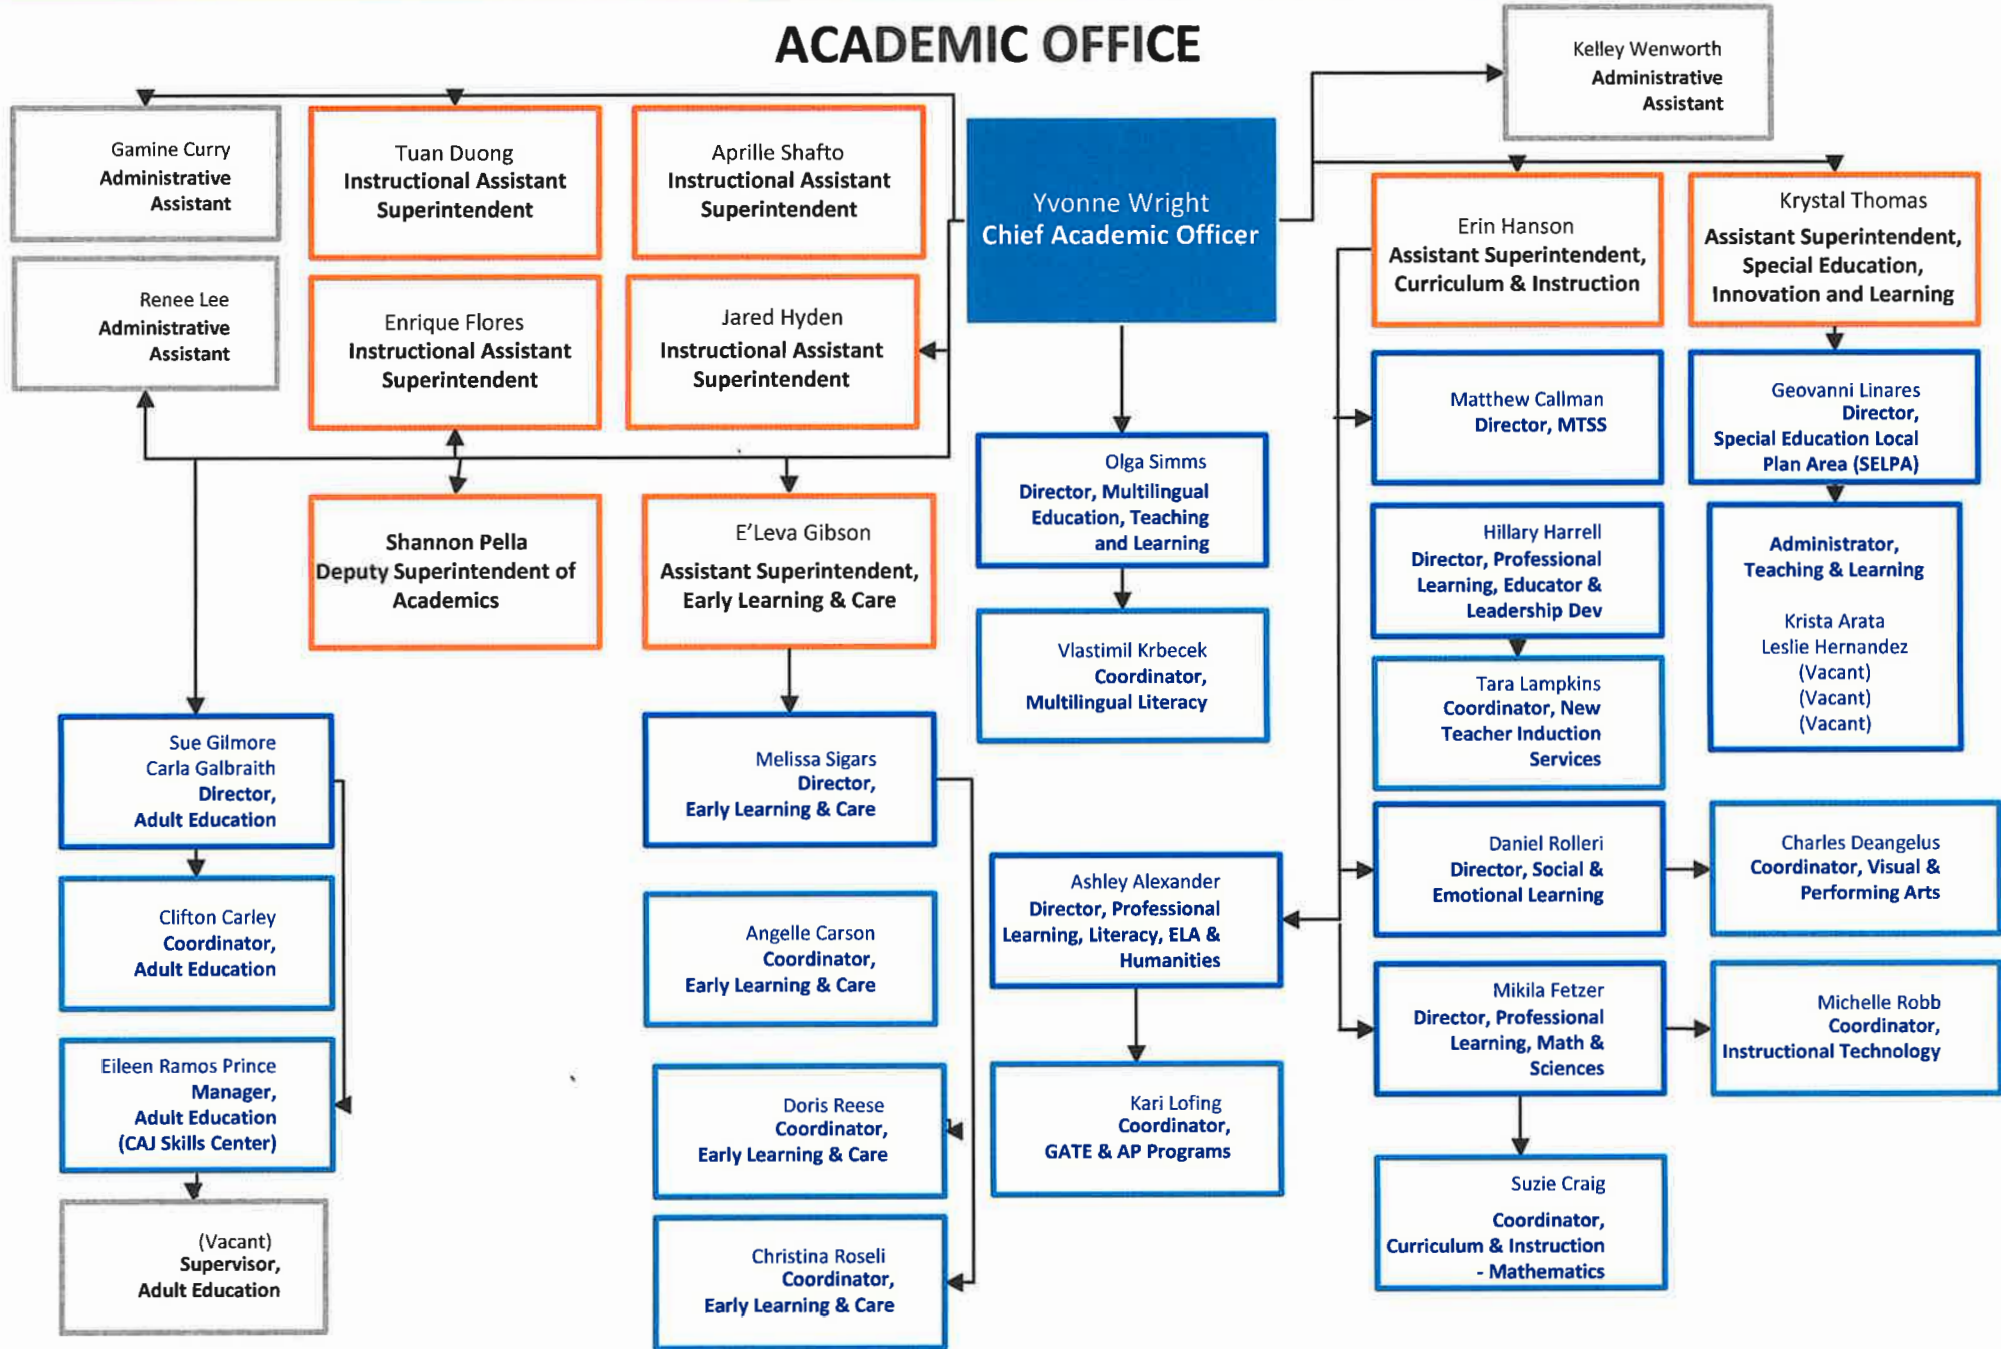 ACADEMIC OFFICE
Kelley Wenworth
Administrative
Assistant
Gamine Curry
Administrative
Assistant
Tuan Duong
Instructional Assistant
Superintendent
Aprille Shafto
Instructional Assistant
Superintendent
Yvonne Wright
Chief Academic Officer
Erin Hanson
Assistant Superintendent,
Curriculum & Instruction
Krystal Thomas
Assistant Superintendent,
Special Education,
Innovation and Learning
Renee Lee
Administrative
Assistant
Enrique Flores
Instructional Assistant
Superintendent
Jared Hyden
Instructional Assistant
Superintendent
Matthew Callman
Director, MTSS
Geovanni Linares
Director,
Special Education Local
Plan Area (SELPA)
Olga Simms
Director, Multilingual
Education, Teaching
and Learning
Shannon Pella
Deputy Superintendent of
Academics
E'Leva Gibson
Assistant Superintendent,
Early Learning & Care
Hillary Harrell
Director, Professional
Learning, Educator &
Leadership Dev
Administrator,
Teaching & Learning
Krista Arata
Leslie Hernandez
(Vacant)
(Vacant)
(Vacant)
Vlastimil Krbecek
Coordinator,
Multilingual Literacy
Tara Lampkins
Coordinator, New
Teacher Induction
Services
Sue Gilmore
Carla Galbraith
Director,
Adult Education
Melissa Sigars
Director,
Early Learning & Care
Daniel Rolleri
Director, Social &
Emotional Learning
Charles Deangelus
Coordinator, Visual &
Performing Arts
Ashley Alexander
Director, Professional
Learning, Literacy, ELA &
Humanities
Clifton Carley
Coordinator,
Adult Education
Angelle Carson
Coordinator,
Early Learning & Care
Mikila Fetzer
Director, Professional
Learning, Math &
Sciences
Michelle Robb
Coordinator,
Instructional Technology
Eileen Ramos Prince
Manager,
Adult Education
(CAJ Skills Center)
Doris Reese
Coordinator,
Early Learning & Care
Kari Lofing
Coordinator,
GATE & AP Programs
Suzie Craig
Coordinator,
Curriculum & Instruction
- Mathematics
(Vacant)
Supervisor,
Adult Education
Christina Roseli
Coordinator,
Early Learning & Care